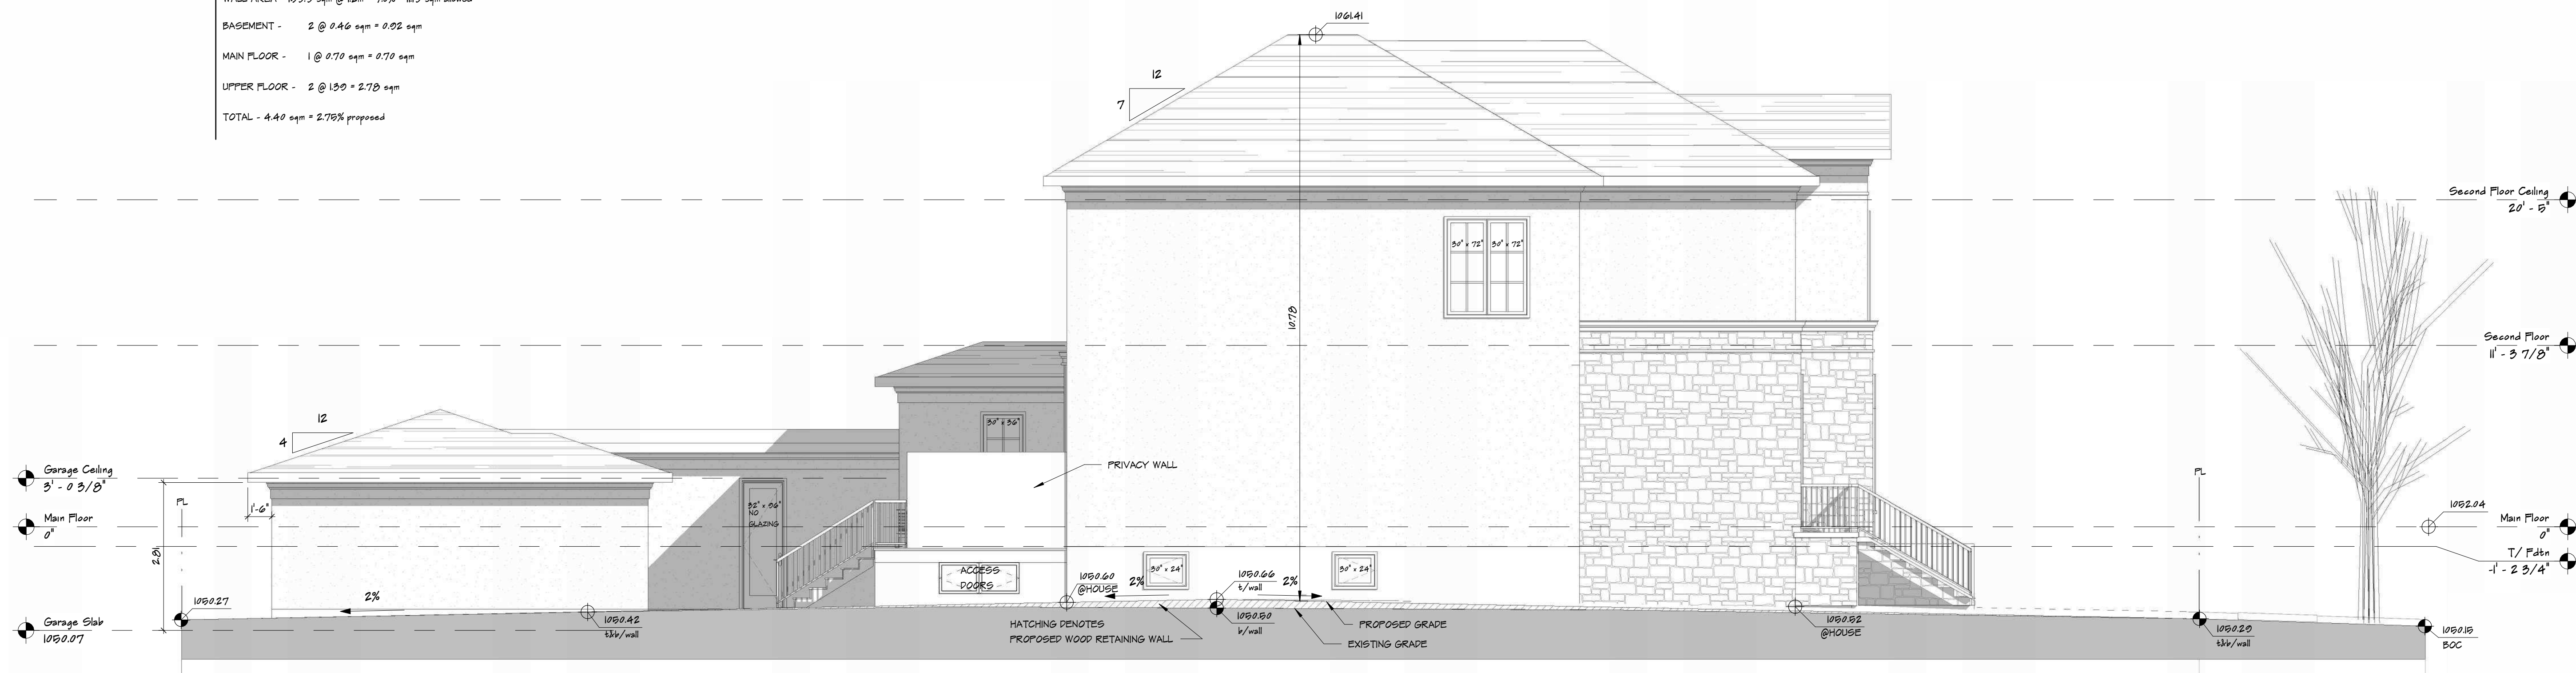 BASEMENT - 2 @ 0.46 sqm = 0.92 sqm
MAIN FLOOR - 1 @ 0.70 sqm = 0.70 sqm
UPPER FLOOR - 2 @ 1.39 = 2.78 sqm
TOTAL - 4.40 sqm = 2.75% proposed
1061.41
12
7
Second Floor Ceiling
20' - 5"
30" x 72"
30" x 72"
10.78
Second Floor
11' - 3 7/8"
12
4
30" x 36"
PRIVACY WALL
Garage Ceiling
3' - 0 3/8"
PL
PL
1'-6"
32" x 96"
NO
GLAZING
Main Floor
0"
2.81
1052.04
Main Floor
0"
T/ Fdtn
-1' - 2 3/4"
ACCESS
DOORS
30" x 24"
30" x 24"
1050.60
@HOUSE
2%
1050.66
t/wall
2%
1050.27
2%
1050.42
t&b/wall
Garage Slab
1050.07
HATCHING DENOTES
PROPOSED WOOD RETAINING WALL
1050.50
b/wall
PROPOSED GRADE
EXISTING GRADE
1050.52
@HOUSE
1050.29
t&b/wall
1050.15
BOC